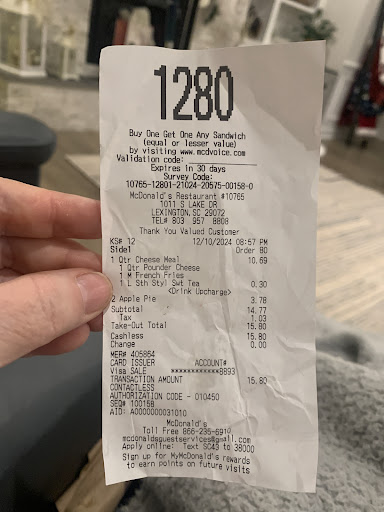 1280
Buy One Get One Any Sandwich
(equal or lesser value)
by visiting www.mcdvoice.com
Validation code:
Expires in 30 days
Survey Code:
10765-12801-21024-20575-00158-0
McDonald's Restaurant #10765
1011 S LAKE DR
LEXINGTON,SC 29072
TEL# 803 957 8808
Thank You Valued Customer
KS# 12 12/10/2024 08:57 PM
Side1 Order 80
1 Qtr Cheese Meal 10.69
1 Qtr Pounder Cheese
1 M French Fries
1 L Sth Styl Swt Tea 0.30
<Drink Upcharge>
2 Apple Pie 3.78
Subtotal 14.77
Tax 1.03
Take-Out Total 15.80
Cashless 15.80
Change 0.00
MER# 405864
CARD ISSUER ACCOUNT#
Visa SALE ************8893
TRANSACTION AMOUNT 15.80
CONTACTLESS
AUTHORIZATION CODE - 010450
SEQ# 100158
AID: A0000000031010
McDonald's
Toll Free 866-236-6910
mcdonaldsguestservices@gmail.com
Apply online: Text SC43 to 38000
Sign up for MyMcDonald's rewards
to earn points on future visits